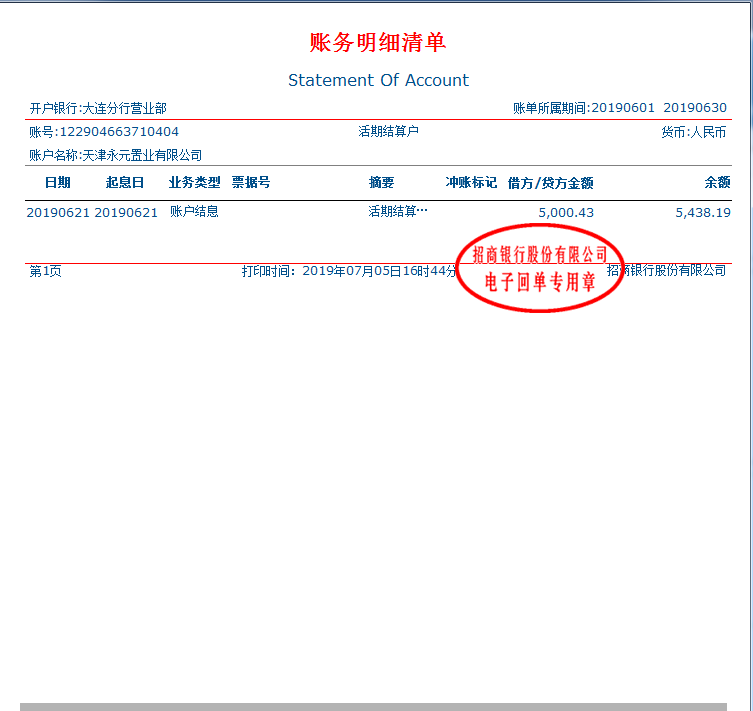 账务明细清单
Statement Of Account
开户银行:大连分行营业部 账单所属期间:20190601 20190630
账号:122904663710404 活期结算户 货币:人民币
账户名称:天津永元置业有限公司
日期 起息日 业务类型 票据号 摘要 冲账标记 借方/贷方金额 余额
20190621 20190621 账户结息 活期结算… 5,000.43 5,438.19
招商银行股份有限公司
电子回单专用章
第1页 打印时间：2019年07月05日16时44分 招商银行股份有限公司